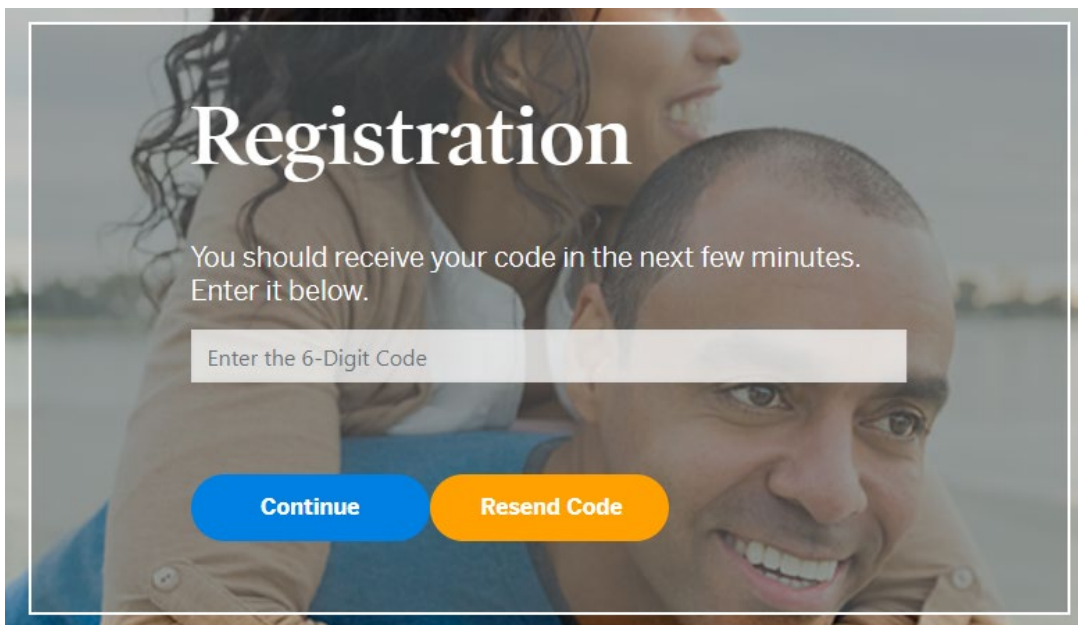 Registration
You should receive your code in the next few minutes.
Enter it below.
Enter the 6-Digit Code
Continue
Resend Code